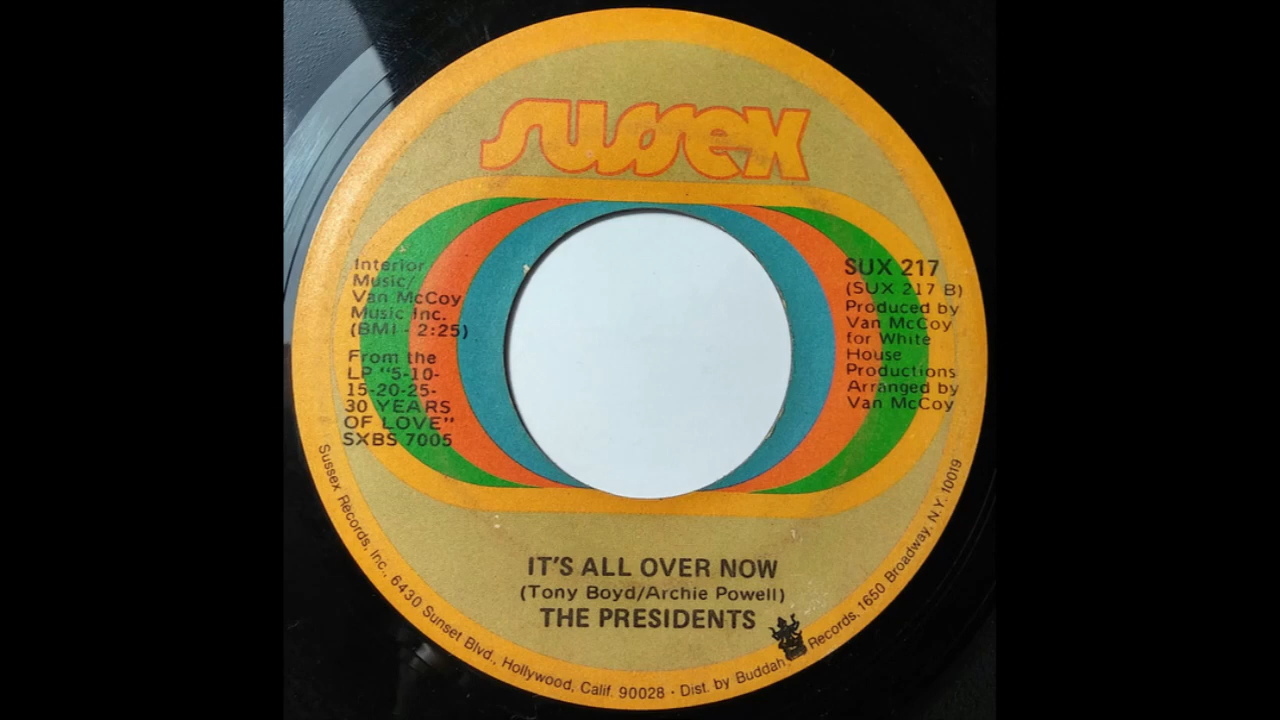 sussex
Interior
Music/
Van McCoy
Music Inc.
(BMI - 2:25)
From the
LP "5-10-
15-20-25-
30 YEARS
OF LOVE"
SXBS 7005
SUX 217
(SUX 217 B)
Produced by
Van McCoy
for White
House
Productions
Arranged by
Van McCoy
IT'S ALL OVER NOW
(Tony Boyd/Archie Powell)
THE PRESIDENTS
Sussex Records, Inc., 6430 Sunset Blvd., Hollywood, Calif. 90028 · Dist. by Buddah Records, 1650 Broadway, N.Y. 10019